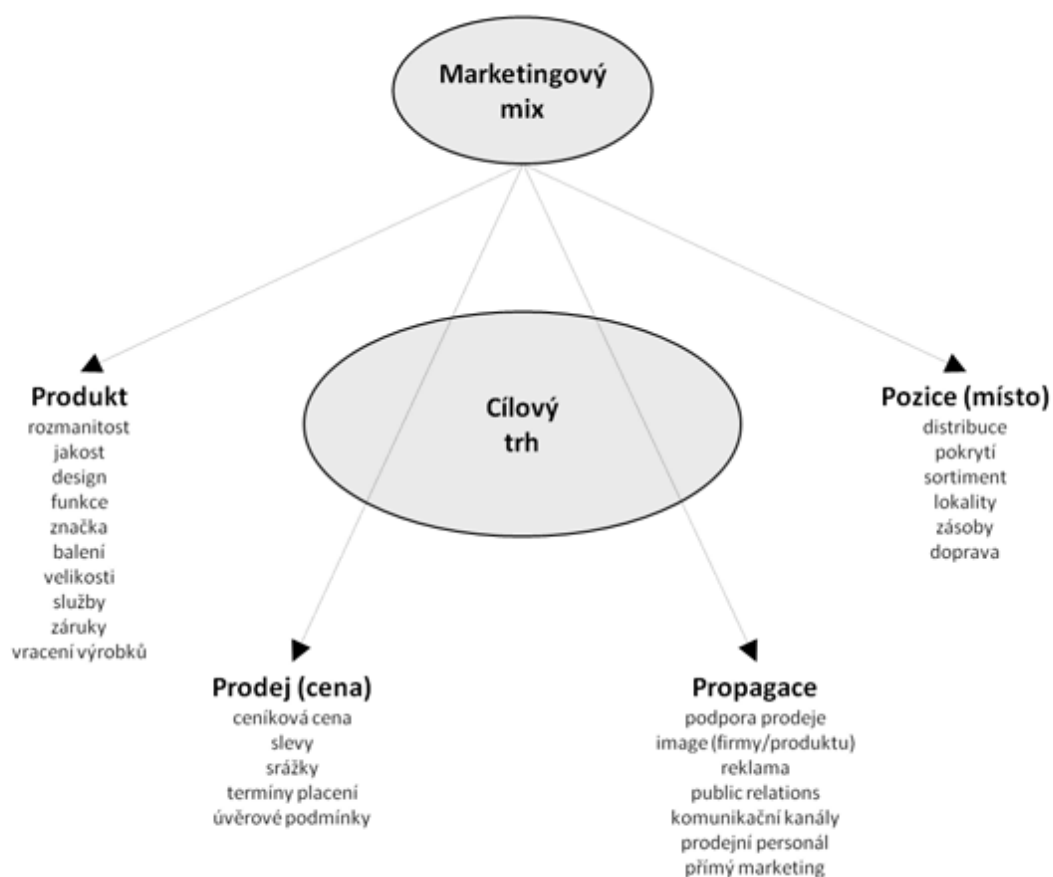 Marketingový
mix
Cílový
trh
Produkt
rozmanitost
jakost
design
funkce
značka
balení
velikosti
služby
záruky
vracení výrobků
Prodej (cena)
ceníková cena
slevy
srážky
termíny placení
úvěrové podmínky
Propagace
podpora prodeje
image (firmy/produktu)
reklama
public relations
komunikační kanály
prodejní personál
přímý marketing
Pozice (místo)
distribuce
pokrytí
sortiment
lokality
zásoby
doprava